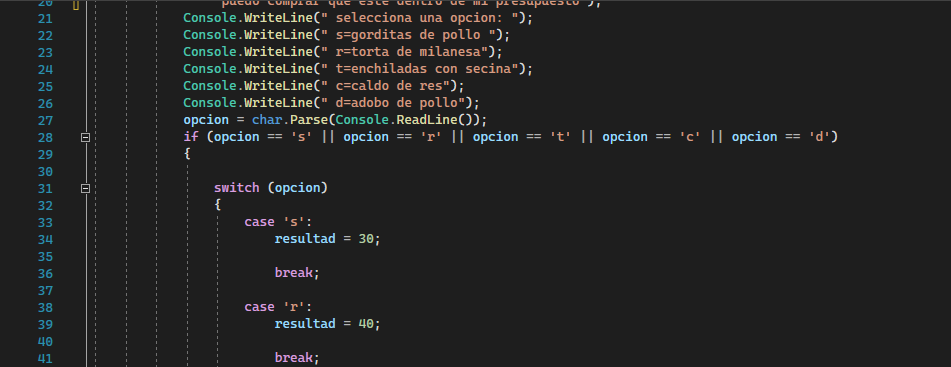 20 puedo comprar que este dentro de mi presupuesto");
21 Console.WriteLine(" selecciona una opcion: ");
22 Console.WriteLine(" s=gorditas de pollo ");
23 Console.WriteLine(" r=torta de milanesa");
24 Console.WriteLine(" t=enchiladas con secina");
25 Console.WriteLine(" c=caldo de res");
26 Console.WriteLine(" d=adobo de pollo");
27 opcion = char.Parse(Console.ReadLine());
28 if (opcion == 's' || opcion == 'r' || opcion == 't' || opcion == 'c' || opcion == 'd')
29 {
30
31 switch (opcion)
32 {
33 case 's':
34 resultad = 30;
35
36 break;
37
38 case 'r':
39 resultad = 40;
40
41 break;